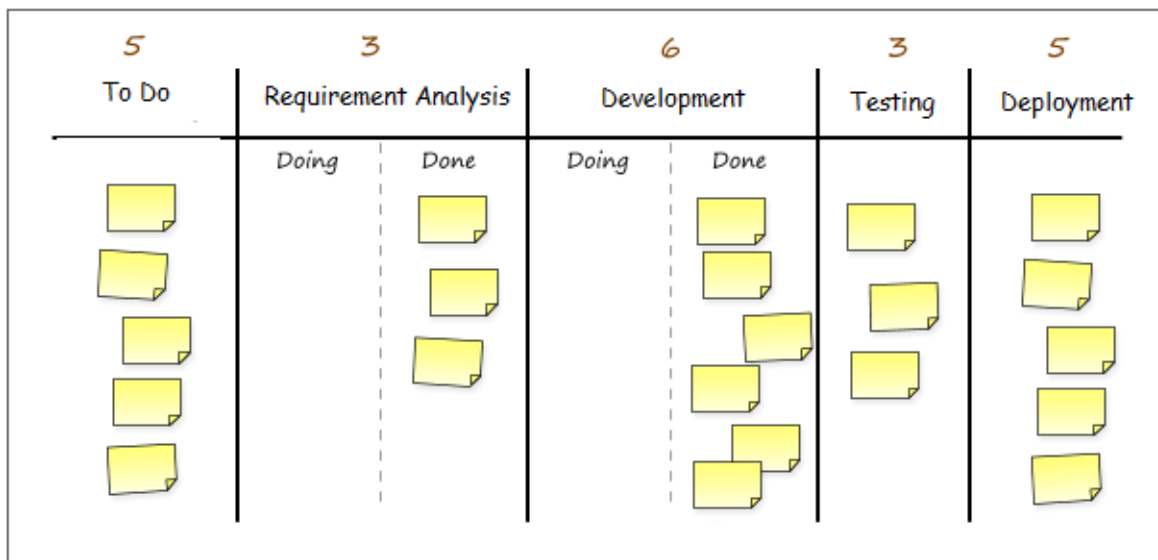 5 3 6 3 5
To Do Requirement Analysis Development Testing Deployment
Doing Done Doing Done